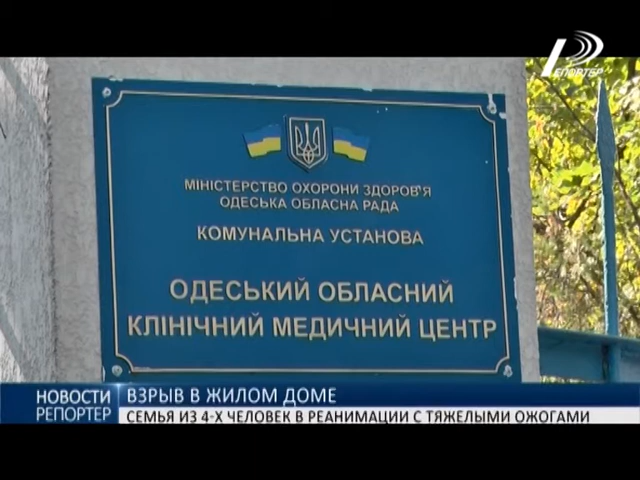 РЕПОРТЕР
МІНІСТЕРСТВО ОХОРОНИ ЗДОРОВ'Я
ОДЕСЬКА ОБЛАСНА РАДА
КОМУНАЛЬНА УСТАНОВА
ОДЕСЬКИЙ ОБЛАСНИЙ
КЛІНІЧНИЙ МЕДИЧНИЙ ЦЕНТР
НОВОСТИ
РЕПОРТЕР
ВЗРЫВ В ЖИЛОМ ДОМЕ
СЕМЬЯ ИЗ 4-Х ЧЕЛОВЕК В РЕАНИМАЦИИ С ТЯЖЕЛЫМИ ОЖОГАМИ